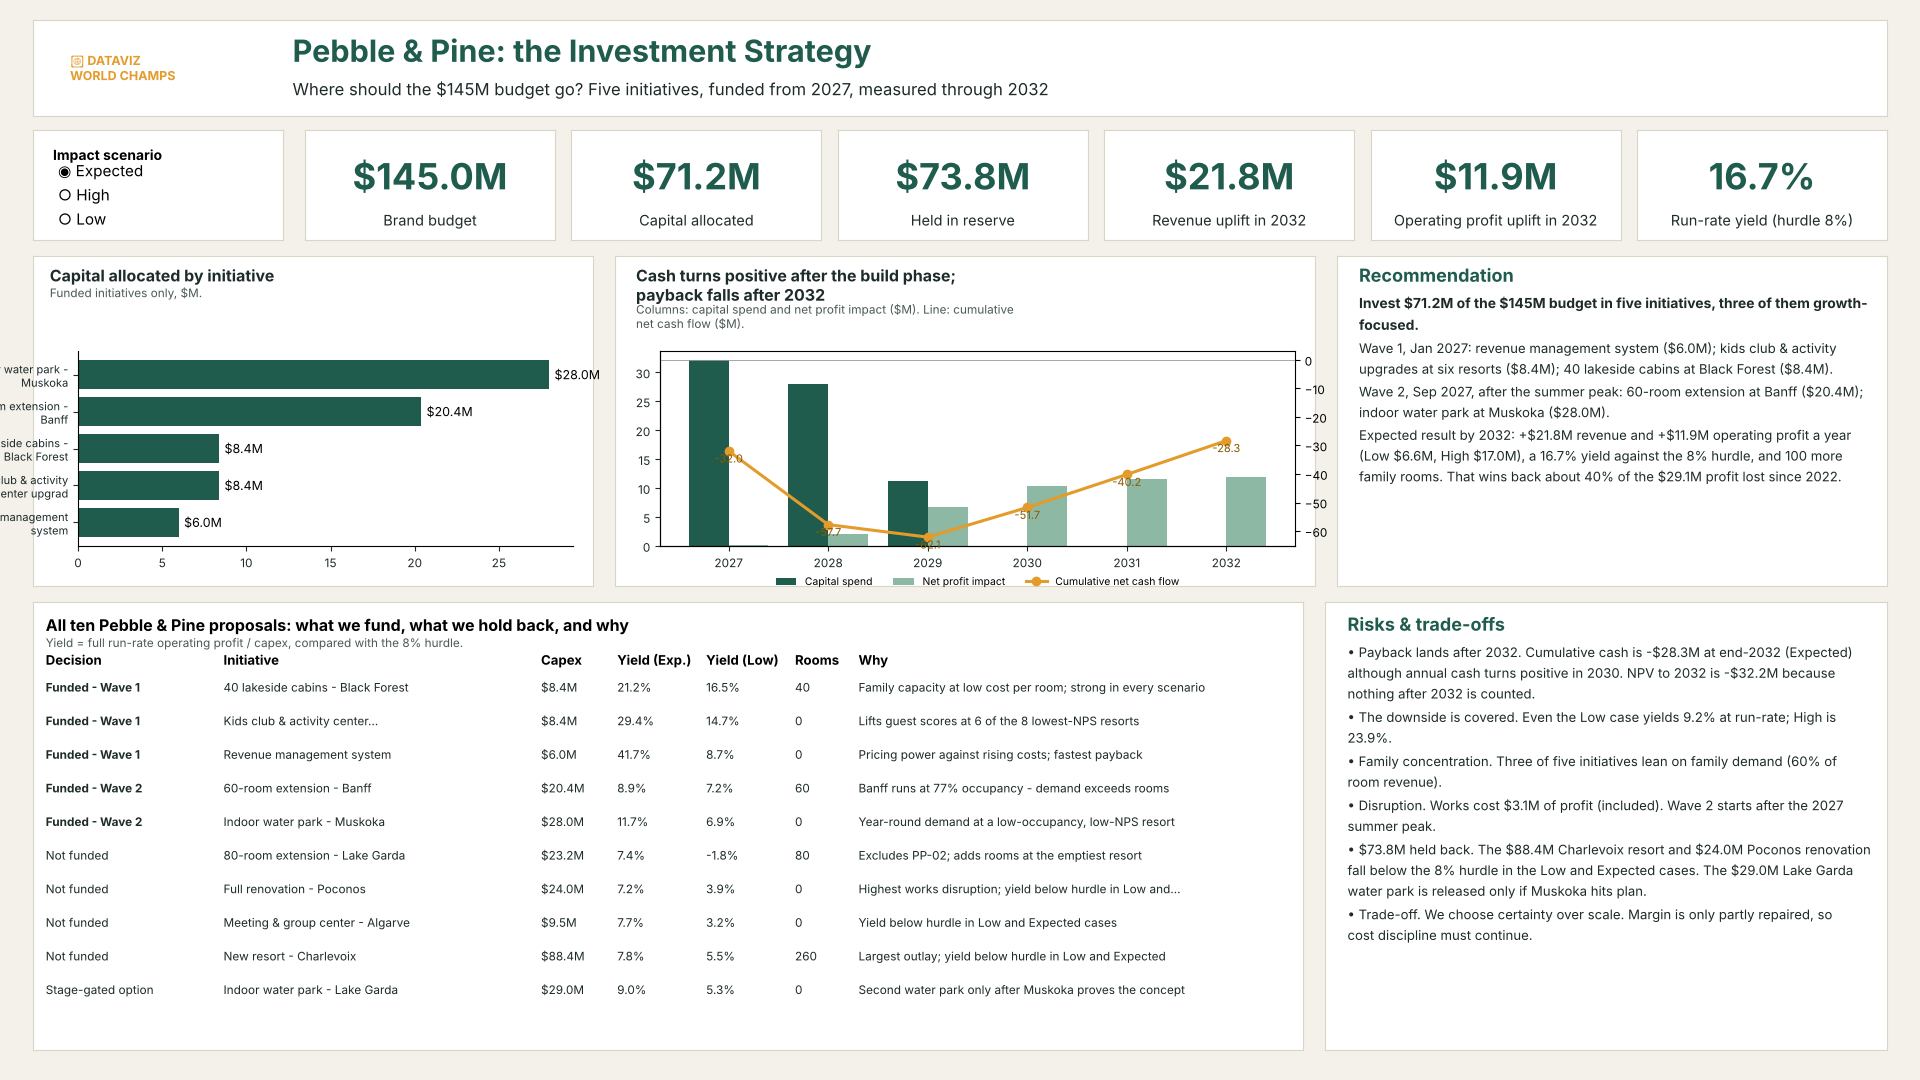 DATAVIZ
WORLD CHAMPS
Pebble & Pine: the Investment Strategy
Where should the $145M budget go? Five initiatives, funded from 2027, measured through 2032
Impact scenario
Expected
High
Low
$145.0M
Brand budget
$71.2M
Capital allocated
$73.8M
Held in reserve
$21.8M
Revenue uplift in 2032
$11.9M
Operating profit uplift in 2032
16.7%
Run-rate yield (hurdle 8%)
Capital allocated by initiative
Funded initiatives only, $M.
water park -
Muskoka
$28.0M
extension -
Banff
$20.4M
side cabins -
Black Forest
$8.4M
lub & activity
enter upgrad
$8.4M
management
system
$6.0M
0 5 10 15 20 25
Cash turns positive after the build phase;
payback falls after 2032
Columns: capital spend and net profit impact ($M). Line: cumulative
net cash flow ($M).
30
25
20
15
10
5
0
0
−10
−20
−30
−40
−50
−60
-32.0
-57.7
-62.1
-51.7
-40.2
-28.3
2027 2028 2029 2030 2031 2032
Capital spend Net profit impact Cumulative net cash flow
Recommendation
Invest $71.2M of the $145M budget in five initiatives, three of them growth-
focused.
Wave 1, Jan 2027: revenue management system ($6.0M); kids club & activity
upgrades at six resorts ($8.4M); 40 lakeside cabins at Black Forest ($8.4M).
Wave 2, Sep 2027, after the summer peak: 60-room extension at Banff ($20.4M);
indoor water park at Muskoka ($28.0M).
Expected result by 2032: +$21.8M revenue and +$11.9M operating profit a year
(Low $6.6M, High $17.0M), a 16.7% yield against the 8% hurdle, and 100 more
family rooms. That wins back about 40% of the $29.1M profit lost since 2022.
All ten Pebble & Pine proposals: what we fund, what we hold back, and why
Yield = full run-rate operating profit / capex, compared with the 8% hurdle.
Decision Initiative Capex Yield (Exp.) Yield (Low) Rooms Why
Funded - Wave 1 40 lakeside cabins - Black Forest $8.4M 21.2% 16.5% 40 Family capacity at low cost per room; strong in every scenario
Funded - Wave 1 Kids club & activity center... $8.4M 29.4% 14.7% 0 Lifts guest scores at 6 of the 8 lowest-NPS resorts
Funded - Wave 1 Revenue management system $6.0M 41.7% 8.7% 0 Pricing power against rising costs; fastest payback
Funded - Wave 2 60-room extension - Banff $20.4M 8.9% 7.2% 60 Banff runs at 77% occupancy - demand exceeds rooms
Funded - Wave 2 Indoor water park - Muskoka $28.0M 11.7% 6.9% 0 Year-round demand at a low-occupancy, low-NPS resort
Not funded 80-room extension - Lake Garda $23.2M 7.4% -1.8% 80 Excludes PP-02; adds rooms at the emptiest resort
Not funded Full renovation - Poconos $24.0M 7.2% 3.9% 0 Highest works disruption; yield below hurdle in Low and...
Not funded Meeting & group center - Algarve $9.5M 7.7% 3.2% 0 Yield below hurdle in Low and Expected cases
Not funded New resort - Charlevoix $88.4M 7.8% 5.5% 260 Largest outlay; yield below hurdle in Low and Expected
Stage-gated option Indoor water park - Lake Garda $29.0M 9.0% 5.3% 0 Second water park only after Muskoka proves the concept
Risks & trade-offs
• Payback lands after 2032. Cumulative cash is -$28.3M at end-2032 (Expected)
although annual cash turns positive in 2030. NPV to 2032 is -$32.2M because
nothing after 2032 is counted.
• The downside is covered. Even the Low case yields 9.2% at run-rate; High is
23.9%.
• Family concentration. Three of five initiatives lean on family demand (60% of
room revenue).
• Disruption. Works cost $3.1M of profit (included). Wave 2 starts after the 2027
summer peak.
• $73.8M held back. The $88.4M Charlevoix resort and $24.0M Poconos renovation
fall below the 8% hurdle in the Low and Expected cases. The $29.0M Lake Garda
water park is released only if Muskoka hits plan.
• Trade-off. We choose certainty over scale. Margin is only partly repaired, so
cost discipline must continue.